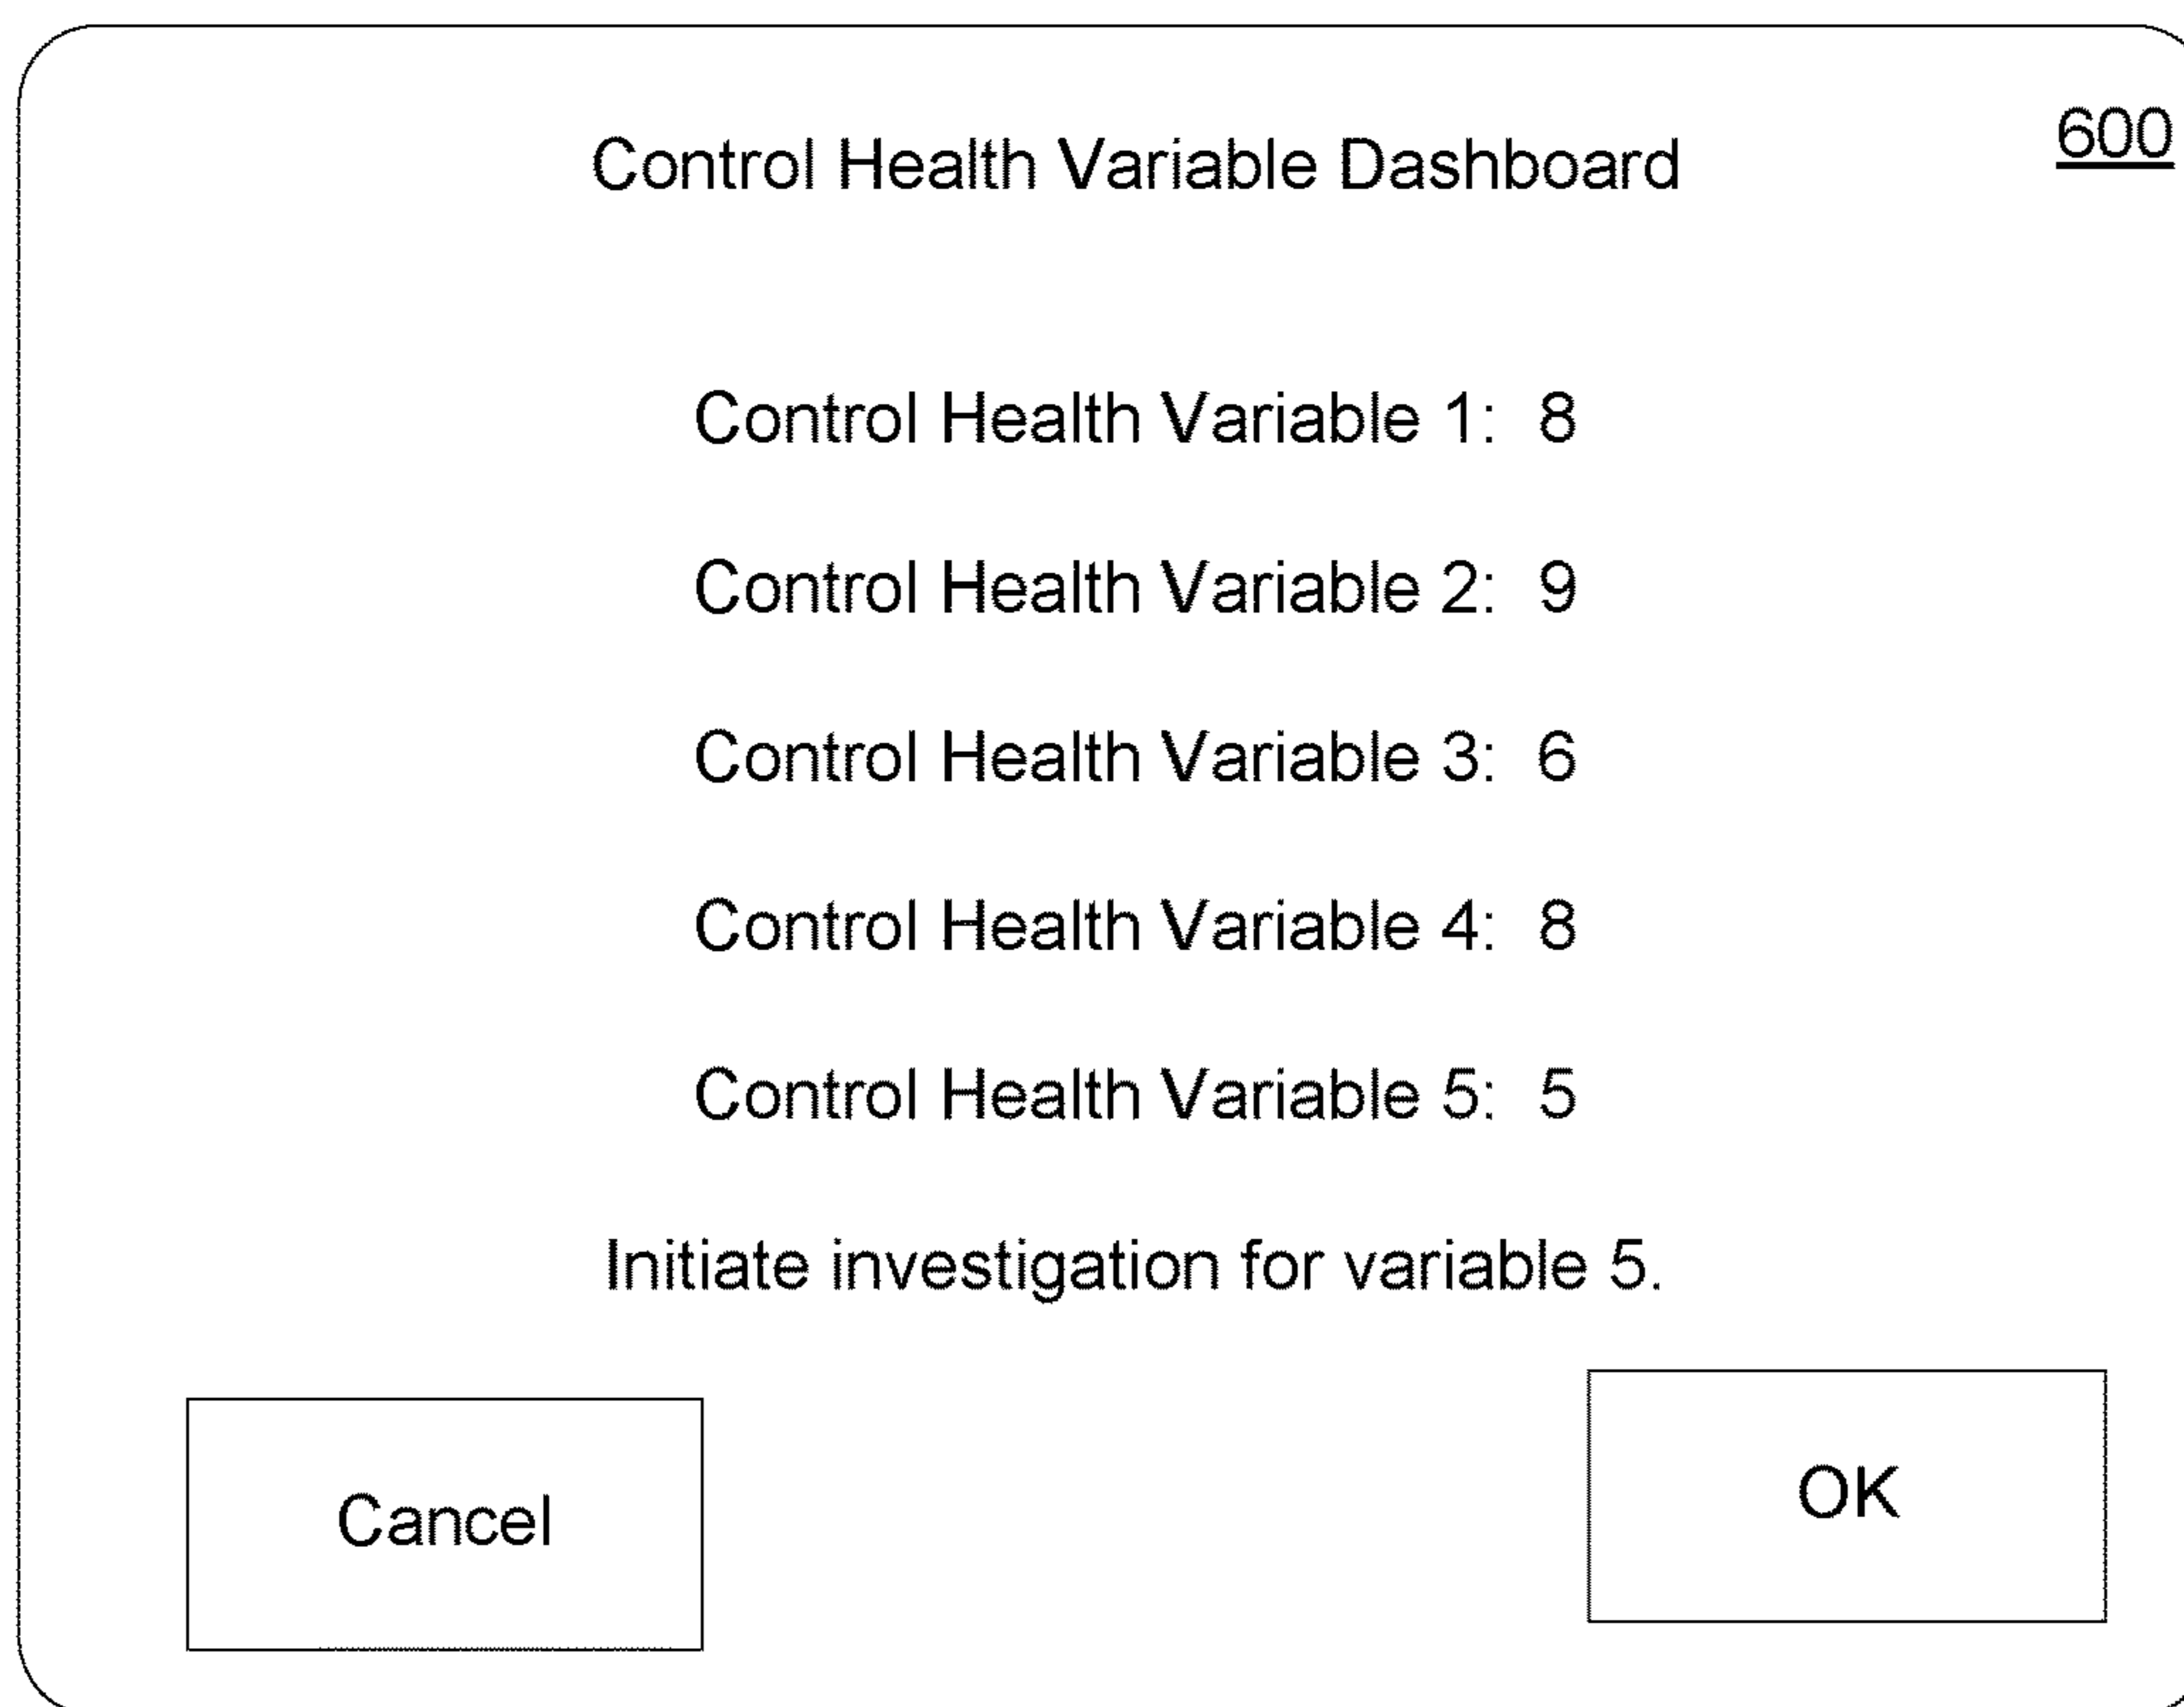 600
Control Health Variable Dashboard
Control Health Variable 1: 8
Control Health Variable 2: 9
Control Health Variable 3: 6
Control Health Variable 4: 8
Control Health Variable 5: 5
Initiate investigation for variable 5.
Cancel
OK